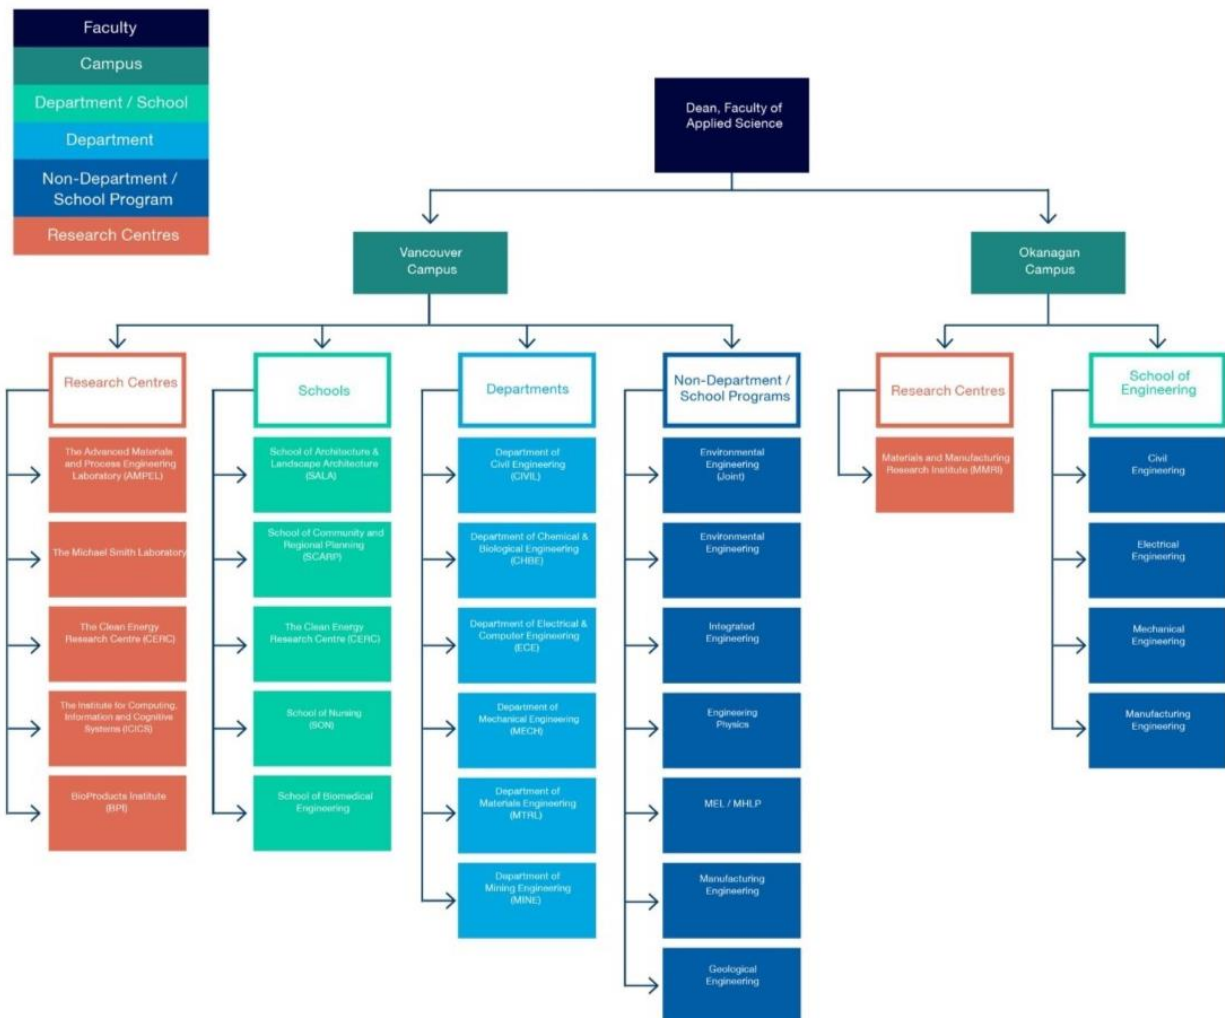 Faculty
Campus
Department / School
Department
Non-Department /
School Program
Research Centres
Dean, Faculty of
Applied Science
Vancouver
Campus
Okanagan
Campus
Research Centres
The Advanced Materials
and Process Engineering
Laboratory (AMPEL)
The Michael Smith Laboratory
The Clean Energy
Research Centre (CERC)
The Institute for Computing,
Information and Cognitive
Systems (ICICS)
BioProducts Institute
(BPI)
Schools
School of Architecture &
Landscape Architecture
(SALA)
School of Community and
Regional Planning
(SCARP)
The Clean Energy
Research Centre (CERC)
School of Nursing
(SON)
School of Biomedical
Engineering
Departments
Department of
Civil Engineering
(CIVIL)
Department of Chemical &
Biological Engineering
(CHBE)
Department of Electrical &
Computer Engineering
(ECE)
Department of
Mechanical Engineering
(MECH)
Department of
Materials Engineering
(MTRL)
Department of
Mining Engineering
(MINE)
Non-Department /
School Programs
Environmental
Engineering
(Joint)
Environmental
Engineering
Integrated
Engineering
Engineering
Physics
MEL / MHLP
Manufacturing
Engineering
Geological
Engineering
Research Centres
Materials and Manufacturing
Research Institute (MMRI)
School of
Engineering
Civil
Engineering
Electrical
Engineering
Mechanical
Engineering
Manufacturing
Engineering